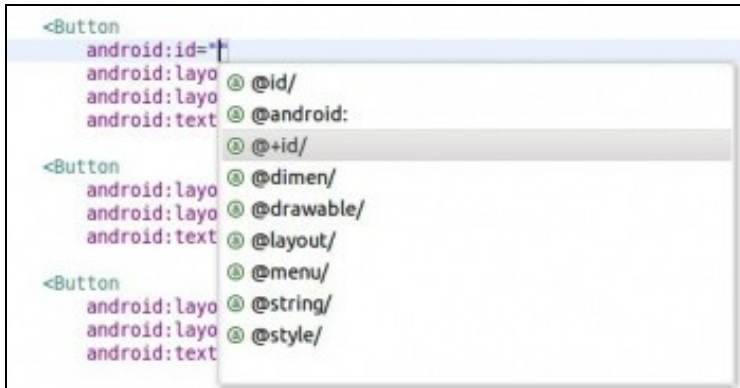 <Button
android:id=""
android:layo
android:layo
android:text
<Button
android:layo
android:layo
android:text
<Button
android:layo
android:layo
android:text
@id/
@android:
@+id/
@dimen/
@drawable/
@layout/
@menu/
@string/
@style/